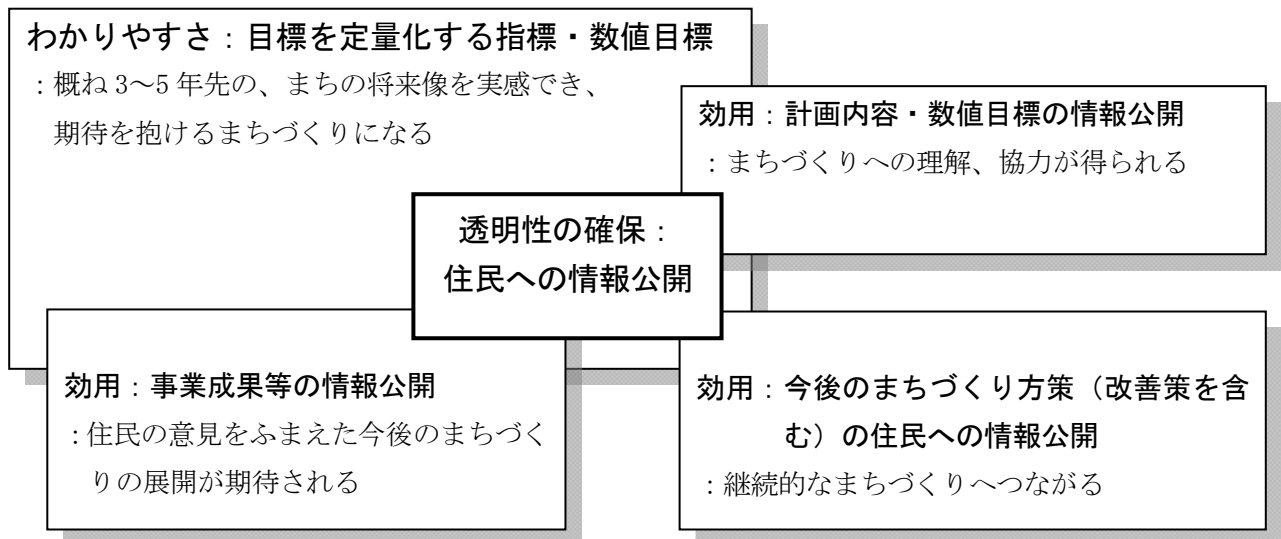 わかりやすさ：目標を定量化する指標・数値目標
：概ね 3～5 年先の、まちの将来像を実感でき、
期待を抱けるまちづくりになる
効用：計画内容・数値目標の情報公開
：まちづくりへの理解、協力が得られる
透明性の確保：
住民への情報公開
効用：事業成果等の情報公開
：住民の意見をふまえた今後のまちづく
りの展開が期待される
効用：今後のまちづくり方策（改善策を含
む）の住民への情報公開
：継続的なまちづくりへつながる